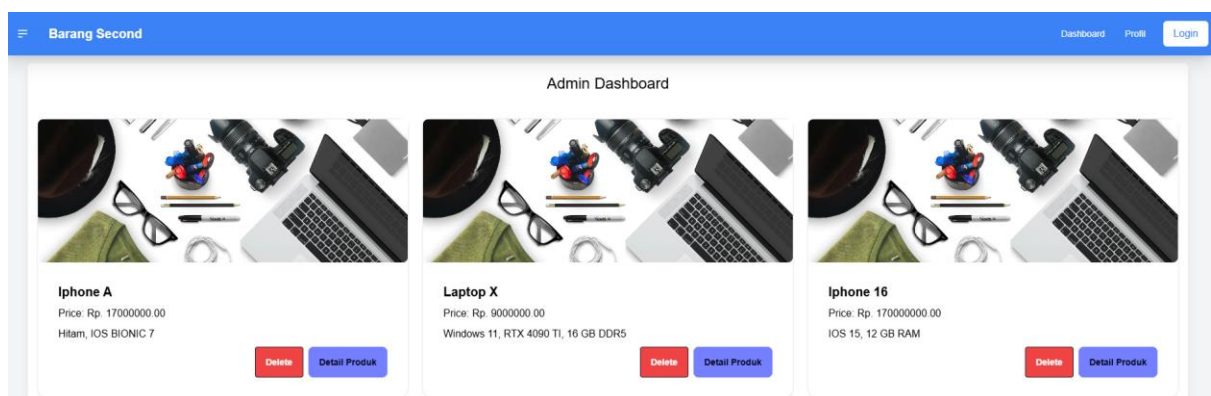 Barang Second
Dashboard
Profil
Login
Admin Dashboard
Iphone A
Price: Rp. 17000000.00
Hitam, IOS BIONIC 7
Delete
Detail Produk
Laptop X
Price: Rp. 9000000.00
Windows 11, RTX 4090 TI, 16 GB DDR5
Delete
Detail Produk
Iphone 16
Price: Rp. 170000000.00
IOS 15, 12 GB RAM
Delete
Detail Produk